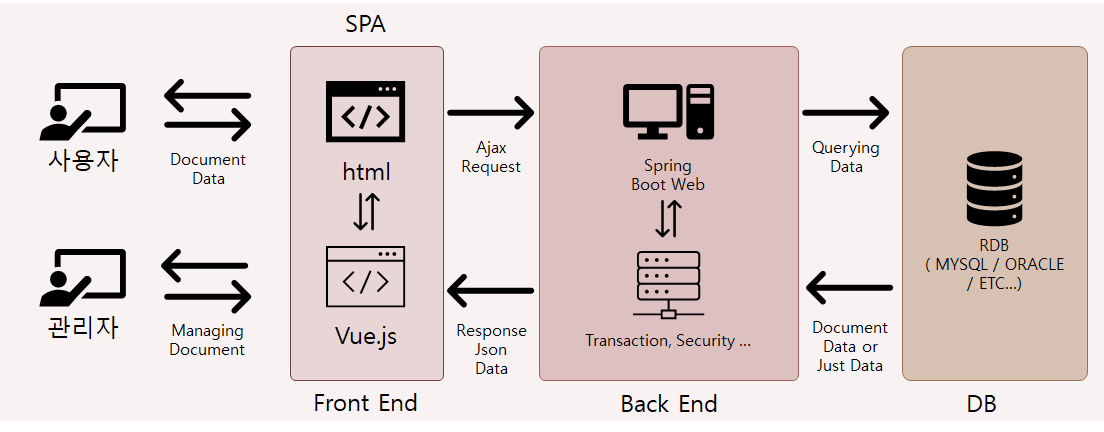 SPA
사용자
Document
Data
html
Ajax
Request
Spring
Boot Web
Querying
Data
관리자
Managing
Document
Vue.js
Response
Json
Data
Transaction, Security ...
Document
Data or
Just Data
RDB
( MYSQL / ORACLE
/ ETC...)
Front End
Back End
DB